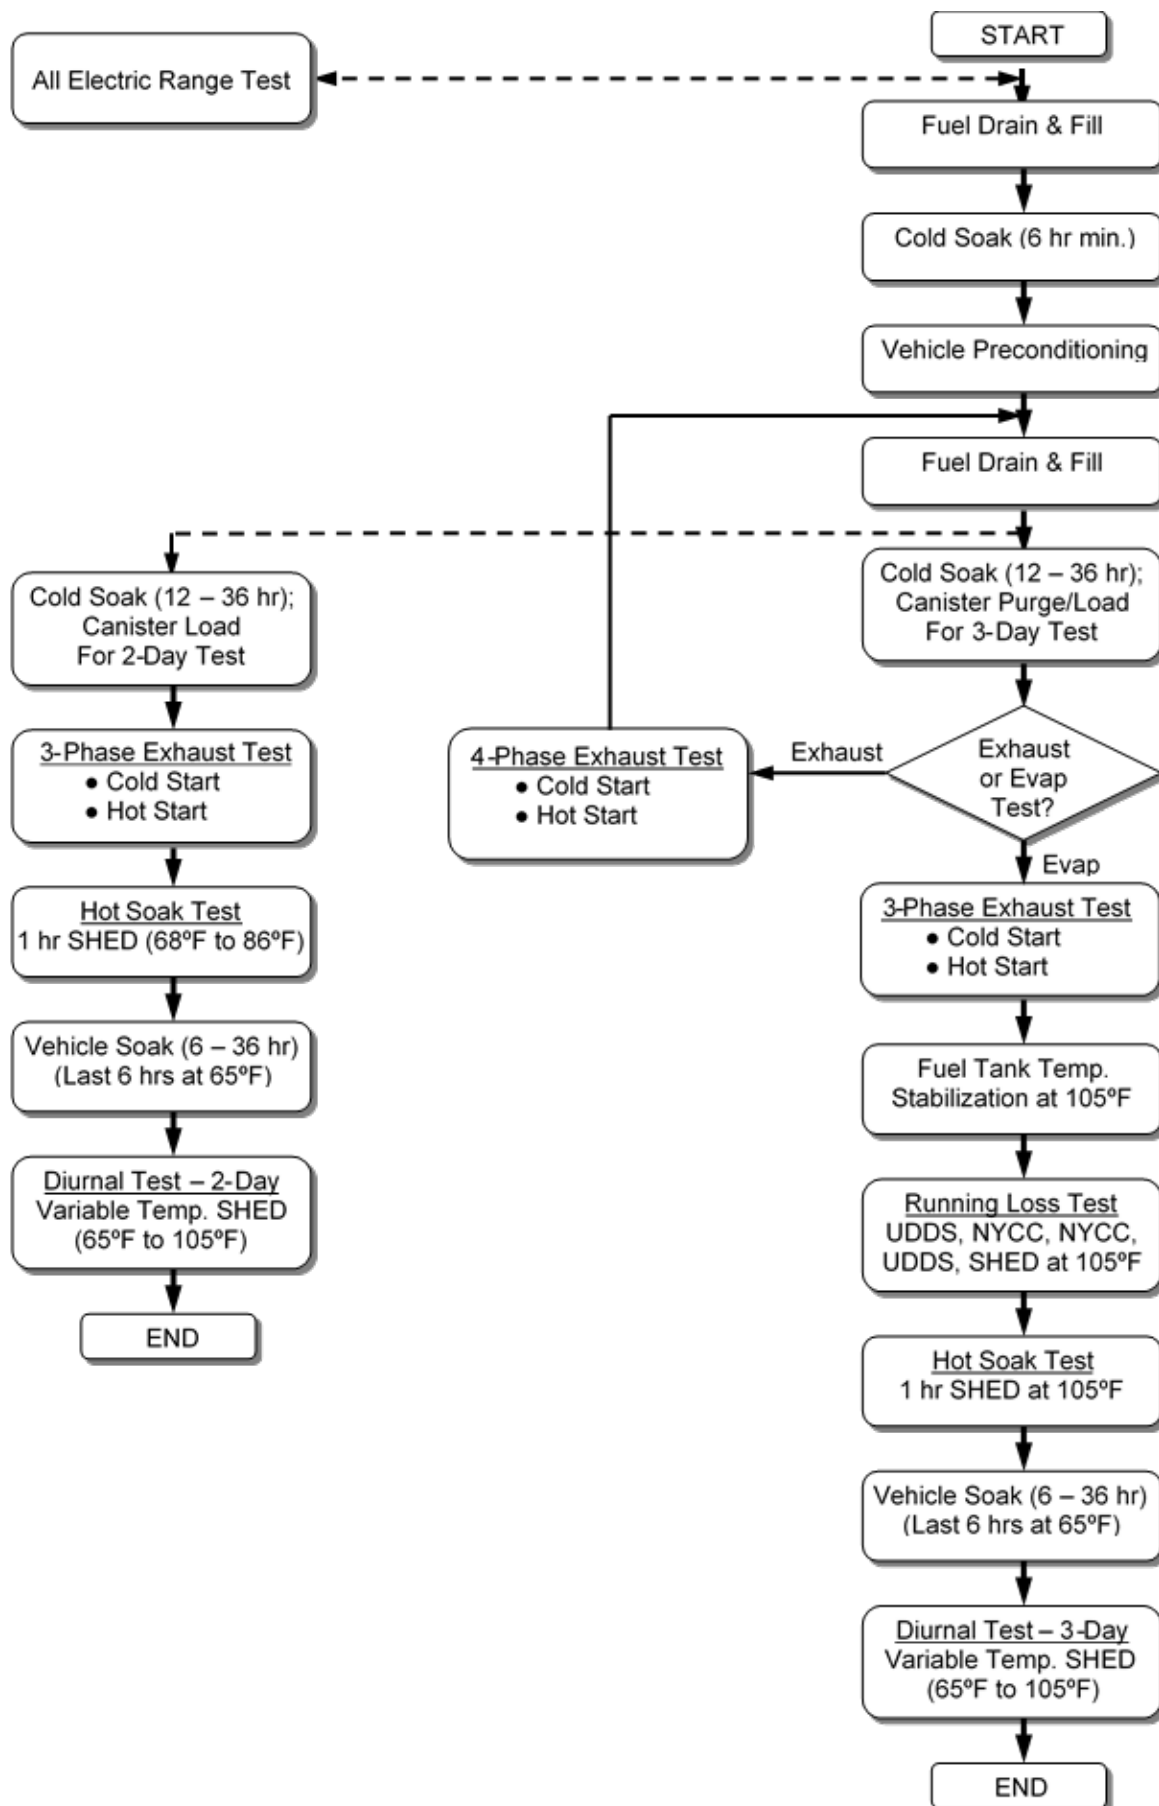 START
All Electric Range Test
Fuel Drain & Fill
Cold Soak (6 hr min.)
Vehicle Preconditioning
Fuel Drain & Fill
Cold Soak (12 – 36 hr);
Canister Load
For 2-Day Test
Cold Soak (12 – 36 hr);
Canister Purge/Load
For 3-Day Test
3-Phase Exhaust Test
● Cold Start
● Hot Start
4-Phase Exhaust Test
● Cold Start
● Hot Start
Exhaust
Exhaust
or Evap
Test?
Evap
Hot Soak Test
1 hr SHED (68ºF to 86ºF)
3-Phase Exhaust Test
● Cold Start
● Hot Start
Vehicle Soak (6 – 36 hr)
(Last 6 hrs at 65ºF)
Fuel Tank Temp.
Stabilization at 105ºF
Diurnal Test – 2-Day
Variable Temp. SHED
(65ºF to 105ºF)
Running Loss Test
UDDS, NYCC, NYCC,
UDDS, SHED at 105ºF
END
Hot Soak Test
1 hr SHED at 105ºF
Vehicle Soak (6 – 36 hr)
(Last 6 hrs at 65ºF)
Diurnal Test – 3-Day
Variable Temp. SHED
(65ºF to 105ºF)
END